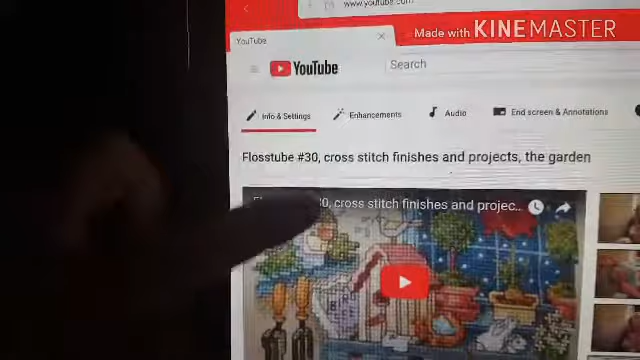 www.youtube.com
Made with KINEMASTER
YouTube
YouTube
Search
Info & Settings
Enhancements
Audio
End screen & Annotations
Flosstube #30, cross stitch finishes and projects, the garden
30, cross stitch finishes and projec...
BIRD